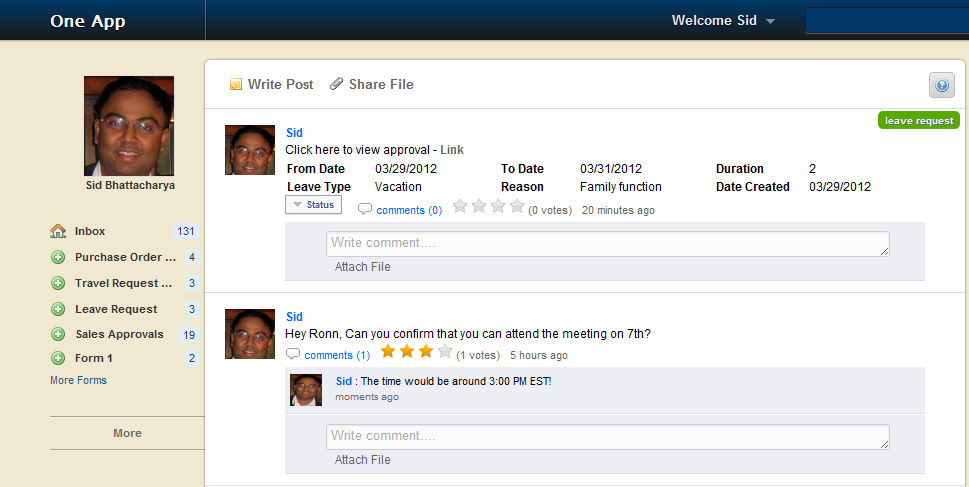 One App
Welcome Sid
Write Post Share File
leave request
Sid Bhattacharya
Inbox 131
Purchase Order ... 4
Travel Request ... 3
Leave Request 3
Sales Approvals 19
Form 1 2
More Forms
More
Sid
Click here to view approval - Link
From Date 03/29/2012 To Date 03/31/2012 Duration 2
Leave Type Vacation Reason Family function Date Created 03/29/2012
Status comments (0) (0 votes) 20 minutes ago
Write comment....
Attach File
Sid
Hey Ronn, Can you confirm that you can attend the meeting on 7th?
comments (1) (1 votes) 5 hours ago
Sid : The time would be around 3:00 PM EST!
moments ago
Write comment....
Attach File